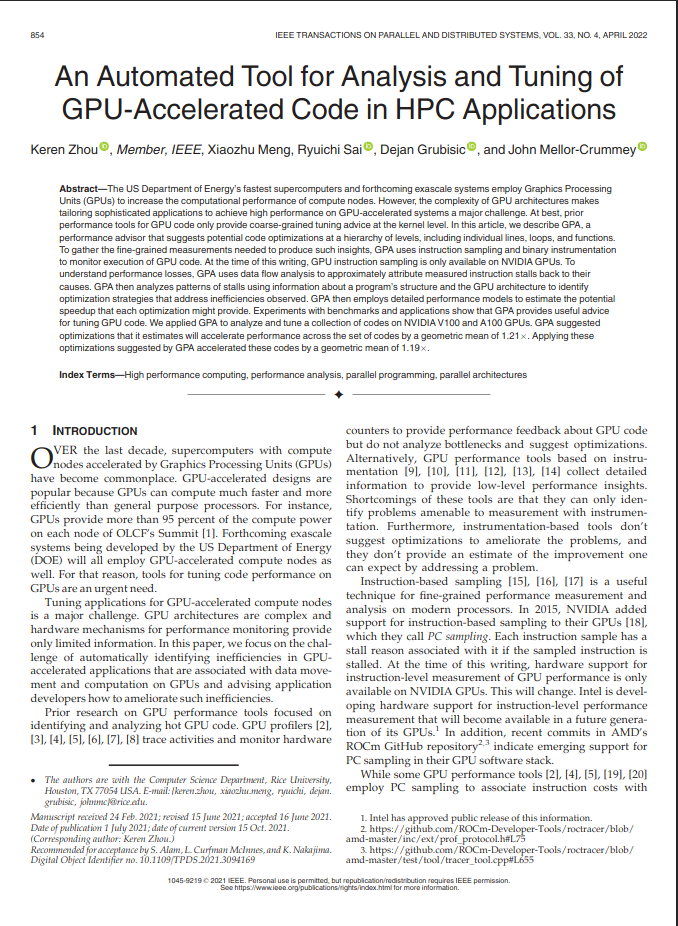 854
IEEE TRANSACTIONS ON PARALLEL AND DISTRIBUTED SYSTEMS, VOL. 33, NO. 4, APRIL 2022
An Automated Tool for Analysis and Tuning of
GPU-Accelerated Code in HPC Applications
Keren Zhou, Member, IEEE, Xiaozhu Meng, Ryuichi Sai, Dejan Grubisic, and John Mellor-Crummey
Abstract—The US Department of Energy's fastest supercomputers and forthcoming exascale systems employ Graphics Processing
Units (GPUs) to increase the computational performance of compute nodes. However, the complexity of GPU architectures makes
tailoring sophisticated applications to achieve high performance on GPU-accelerated systems a major challenge. At best, prior
performance tools for GPU code only provide coarse-grained tuning advice at the kernel level. In this article, we describe GPA, a
performance advisor that suggests potential code optimizations at a hierarchy of levels, including individual lines, loops, and functions.
To gather the fine-grained measurements needed to produce such insights, GPA uses instruction sampling and binary instrumentation
to monitor execution of GPU code. At the time of this writing, GPU instruction sampling is only available on NVIDIA GPUs. To
understand performance losses, GPA uses data flow analysis to approximately attribute measured instruction stalls back to their
causes. GPA then analyzes patterns of stalls using information about a program's structure and the GPU architecture to identify
optimization strategies that address inefficiencies observed. GPA then employs detailed performance models to estimate the potential
speedup that each optimization might provide. Experiments with benchmarks and applications show that GPA provides useful advice
for tuning GPU code. We applied GPA to analyze and tune a collection of codes on NVIDIA V100 and A100 GPUs. GPA suggested
optimizations that it estimates will accelerate performance across the set of codes by a geometric mean of 1.21×. Applying these
optimizations suggested by GPA accelerated these codes by a geometric mean of 1.19×.
Index Terms—High performance computing, performance analysis, parallel programming, parallel architectures
1 INTRODUCTION
OVER the last decade, supercomputers with compute
nodes accelerated by Graphics Processing Units (GPUs)
have become commonplace. GPU-accelerated designs are
popular because GPUs can compute much faster and more
efficiently than general purpose processors. For instance,
GPUs provide more than 95 percent of the compute power
on each node of OLCF's Summit [1]. Forthcoming exascale
systems being developed by the US Department of Energy
(DOE) will all employ GPU-accelerated compute nodes as
well. For that reason, tools for tuning code performance on
GPUs are an urgent need.
Tuning applications for GPU-accelerated compute nodes
is a major challenge. GPU architectures are complex and
hardware mechanisms for performance monitoring provide
only limited information. In this paper, we focus on the chal-
lenge of automatically identifying inefficiencies in GPU-
accelerated applications that are associated with data move-
ment and computation on GPUs and advising application
developers how to ameliorate such inefficiencies.
Prior research on GPU performance tools focused on
identifying and analyzing hot GPU code. GPU profilers [2],
[3], [4], [5], [6], [7], [8] trace activities and monitor hardware
• The authors are with the Computer Science Department, Rice University,
Houston, TX 77054 USA. E-mail: {keren.zhou, xiaozhu.meng, ryuichi, dejan.
grubisic, johnmc}@rice.edu.
Manuscript received 24 Feb. 2021; revised 15 June 2021; accepted 16 June 2021.
Date of publication 1 July 2021; date of current version 15 Oct. 2021.
(Corresponding author: Keren Zhou.)
Recommended for acceptance by S. Alam, L. Curfman McInnes, and K. Nakajima.
Digital Object Identifier no. 10.1109/TPDS.2021.3094169
counters to provide performance feedback about GPU code
but do not analyze bottlenecks and suggest optimizations.
Alternatively, GPU performance tools based on instru-
mentation [9], [10], [11], [12], [13], [14] collect detailed
information to provide low-level performance insights.
Shortcomings of these tools are that they can only iden-
tify problems amenable to measurement with instrumen-
tation. Furthermore, instrumentation-based tools don't
suggest optimizations to ameliorate the problems, and
they don't provide an estimate of the improvement one
can expect by addressing a problem.
Instruction-based sampling [15], [16], [17] is a useful
technique for fine-grained performance measurement and
analysis on modern processors. In 2015, NVIDIA added
support for instruction-based sampling to their GPUs [18],
which they call PC sampling. Each instruction sample has a
stall reason associated with it if the sampled instruction is
stalled. At the time of this writing, hardware support for
instruction-level measurement of GPU performance is only
available on NVIDIA GPUs. This will change. Intel is devel-
oping hardware support for instruction-level performance
measurement that will become available in a future genera-
tion of its GPUs.1 In addition, recent commits in AMD's
ROCm GitHub repository2,3 indicate emerging support for
PC sampling in their GPU software stack.
While some GPU performance tools [2], [4], [5], [19], [20]
employ PC sampling to associate instruction costs with
1. Intel has approved public release of this information.
2. https://github.com/ROCm-Developer-Tools/roctracer/blob/
amd-master/inc/ext/prof_protocol.h#L75
3. https://github.com/ROCm-Developer-Tools/roctracer/blob/
amd-master/test/tool/tracer_tool.cpp#L655
1045-9219 © 2021 IEEE. Personal use is permitted, but republication/redistribution requires IEEE permission.
See https://www.ieee.org/publications/rights/index.html for more information.